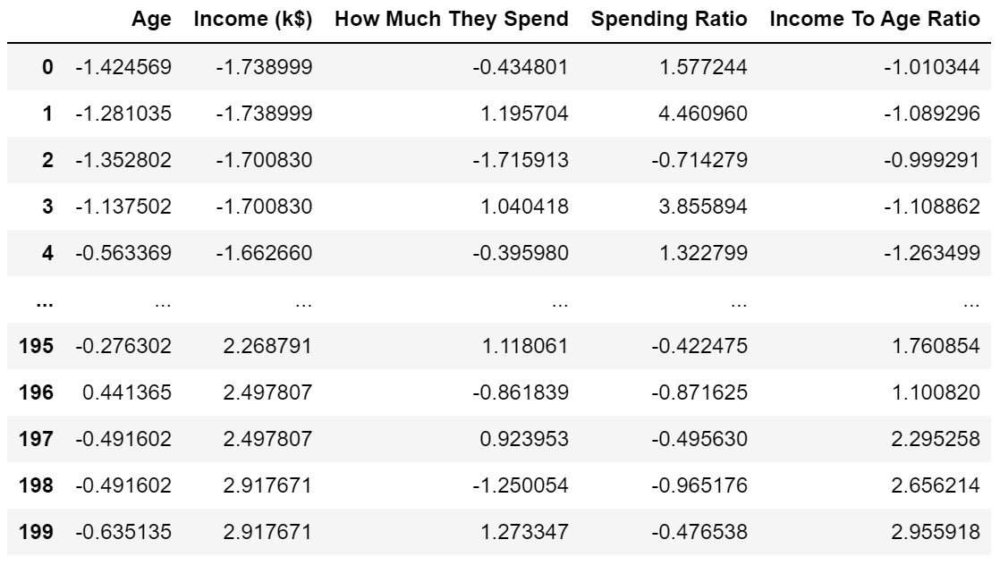 Age Income (k$) How Much They Spend Spending Ratio Income To Age Ratio
0 -1.424569 -1.738999 -0.434801 1.577244 -1.010344
1 -1.281035 -1.738999 1.195704 4.460960 -1.089296
2 -1.352802 -1.700830 -1.715913 -0.714279 -0.999291
3 -1.137502 -1.700830 1.040418 3.855894 -1.108862
4 -0.563369 -1.662660 -0.395980 1.322799 -1.263499
... ... ... ... ... ...
195 -0.276302 2.268791 1.118061 -0.422475 1.760854
196 0.441365 2.497807 -0.861839 -0.871625 1.100820
197 -0.491602 2.497807 0.923953 -0.495630 2.295258
198 -0.491602 2.917671 -1.250054 -0.965176 2.656214
199 -0.635135 2.917671 1.273347 -0.476538 2.955918